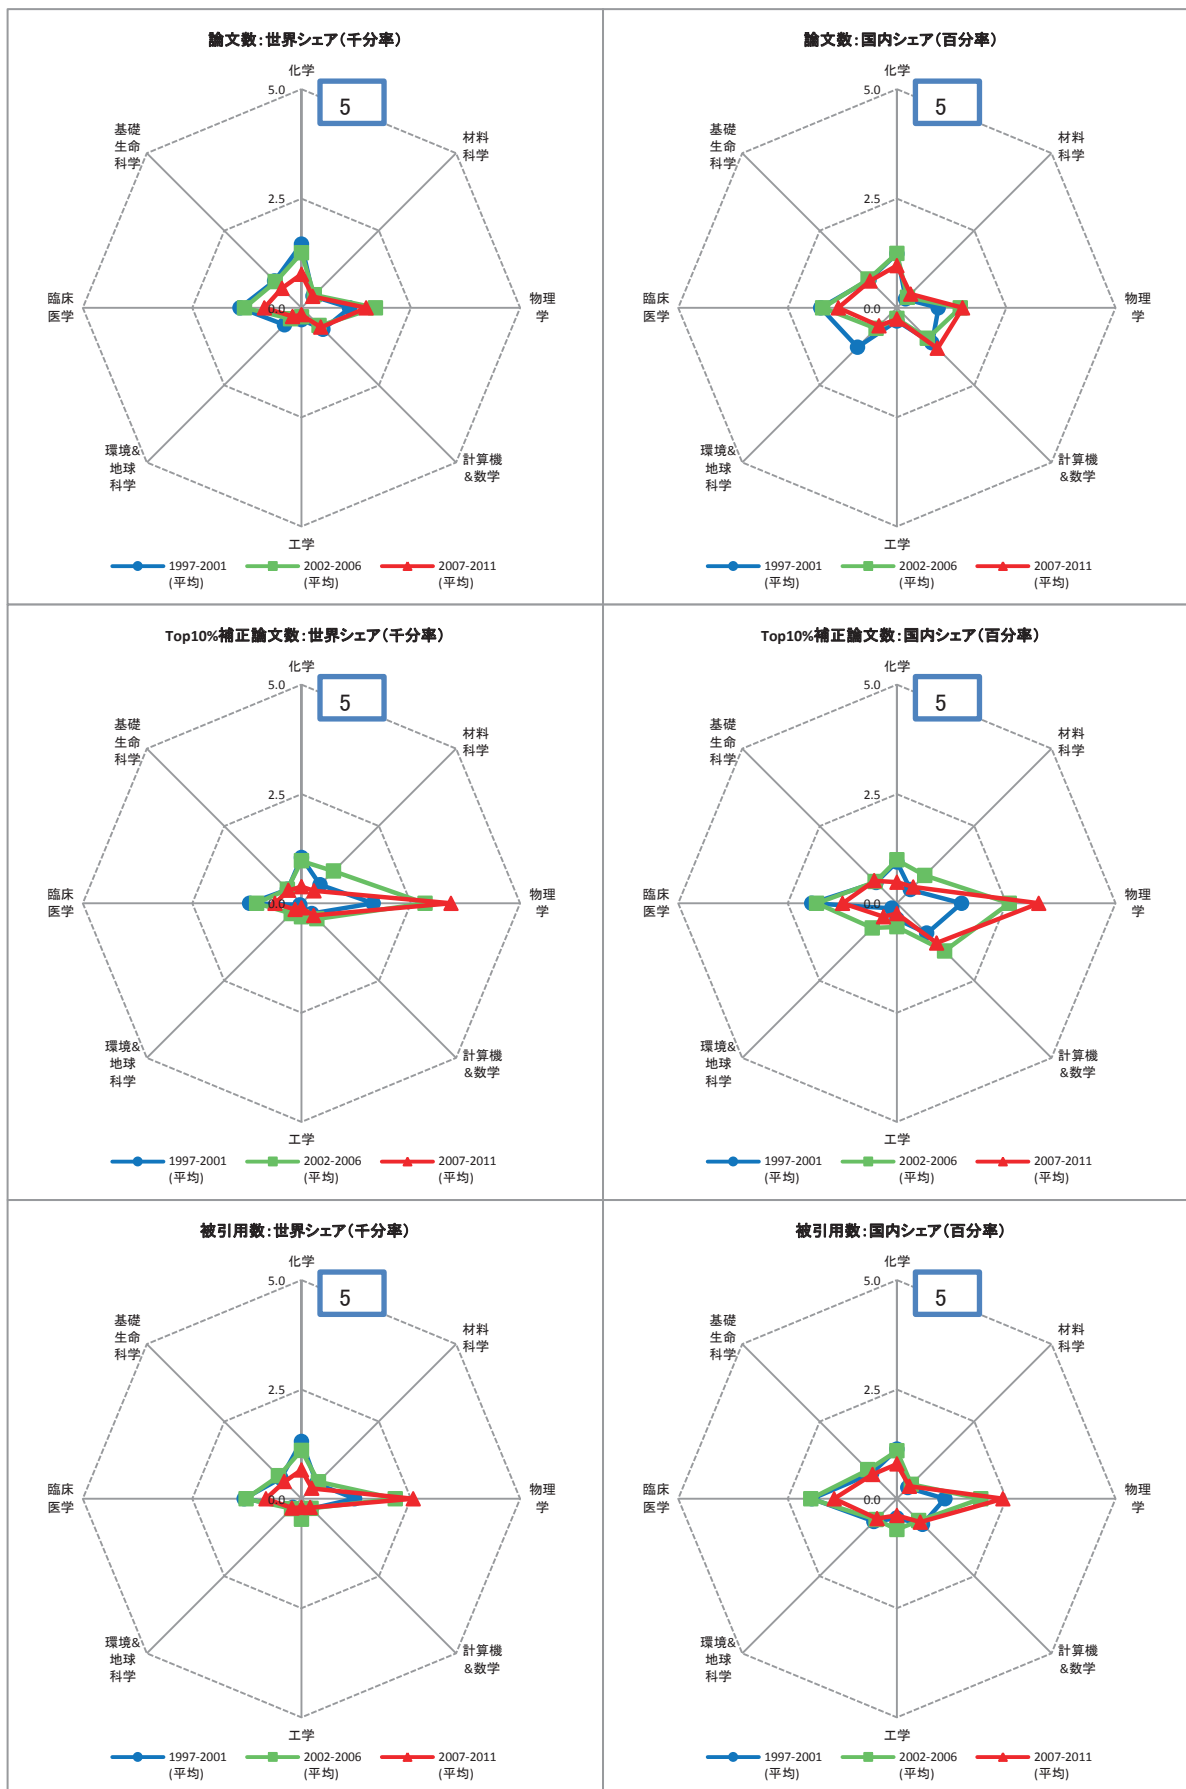 論文数：世界シェア（千分率）
化学
5.0
5
基礎
生命
科学
材料
科学
2.5
臨床
医学
0.0
物理
学
環境&
地球
科学
計算機
&数学
工学
1997-2001
(平均)
2002-2006
(平均)
2007-2011
(平均)
論文数：国内シェア（百分率）
化学
5.0
5
基礎
生命
科学
材料
科学
2.5
臨床
医学
0.0
物理
学
環境&
地球
科学
計算機
&数学
工学
1997-2001
(平均)
2002-2006
(平均)
2007-2011
(平均)
Top10%補正論文数：世界シェア（千分率）
化学
5.0
5
基礎
生命
科学
材料
科学
2.5
臨床
医学
0.0
物理
学
環境&
地球
科学
計算機
&数学
工学
1997-2001
(平均)
2002-2006
(平均)
2007-2011
(平均)
Top10%補正論文数：国内シェア（百分率）
化学
5.0
5
基礎
生命
科学
材料
科学
2.5
臨床
医学
0.0
物理
学
環境&
地球
科学
計算機
&数学
工学
1997-2001
(平均)
2002-2006
(平均)
2007-2011
(平均)
被引用数：世界シェア（千分率）
化学
5.0
5
基礎
生命
科学
材料
科学
2.5
臨床
医学
0.0
物理
学
環境&
地球
科学
計算機
&数学
工学
1997-2001
(平均)
2002-2006
(平均)
2007-2011
(平均)
被引用数：国内シェア（百分率）
化学
5.0
5
基礎
生命
科学
材料
科学
2.5
臨床
医学
0.0
物理
学
環境&
地球
科学
計算機
&数学
工学
1997-2001
(平均)
2002-2006
(平均)
2007-2011
(平均)